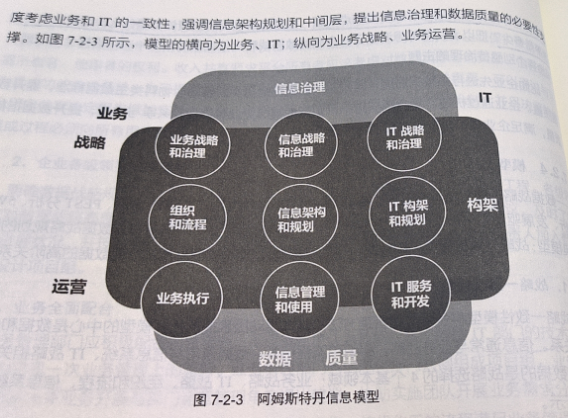 度考虑业务和 IT 的一致性，强调信息架构规划和中间层，提出信息治理和数据质量的必要性
撑。如图 7-2-3 所示，模型的横向为业务、IT；纵向为业务战略、业务运营。
信息治理
业务
IT
战略
业务战略
和治理
信息战略
和治理
IT 战略
和治理
组织
和流程
信息架构
和规划
IT 构架
和规划
构架
运营
业务执行
信息管理
和使用
IT 服务
和开发
数据 质量
图 7-2-3 阿姆斯特丹信息模型